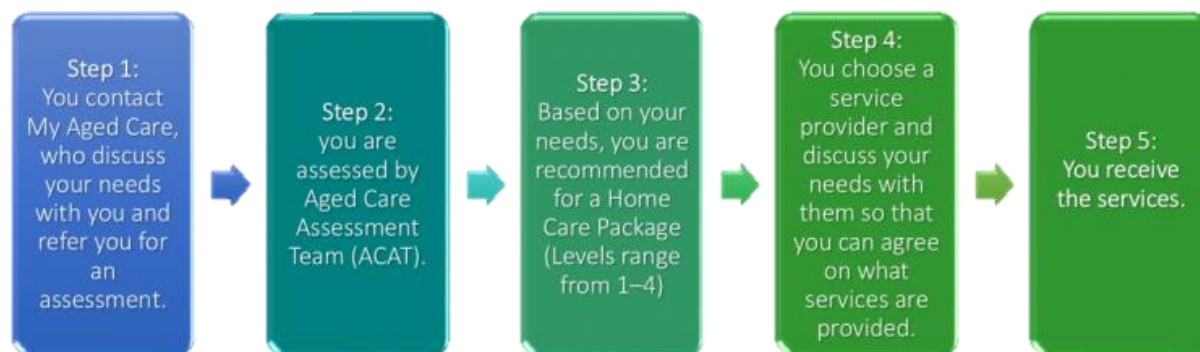 Step 1:
You contact
My Aged Care,
who discuss
your needs
with you and
refer you for
an
assessment.
Step 2:
you are
assessed by
Aged Care
Assessment
Team (ACAT).
Step 3:
Based on your
needs, you are
recommended
for a Home
Care Package
(Levels range
from 1–4)
Step 4:
You choose a
service
provider and
discuss your
needs with
them so that
you can agree
on what
services are
provided.
Step 5:
You receive
the services.